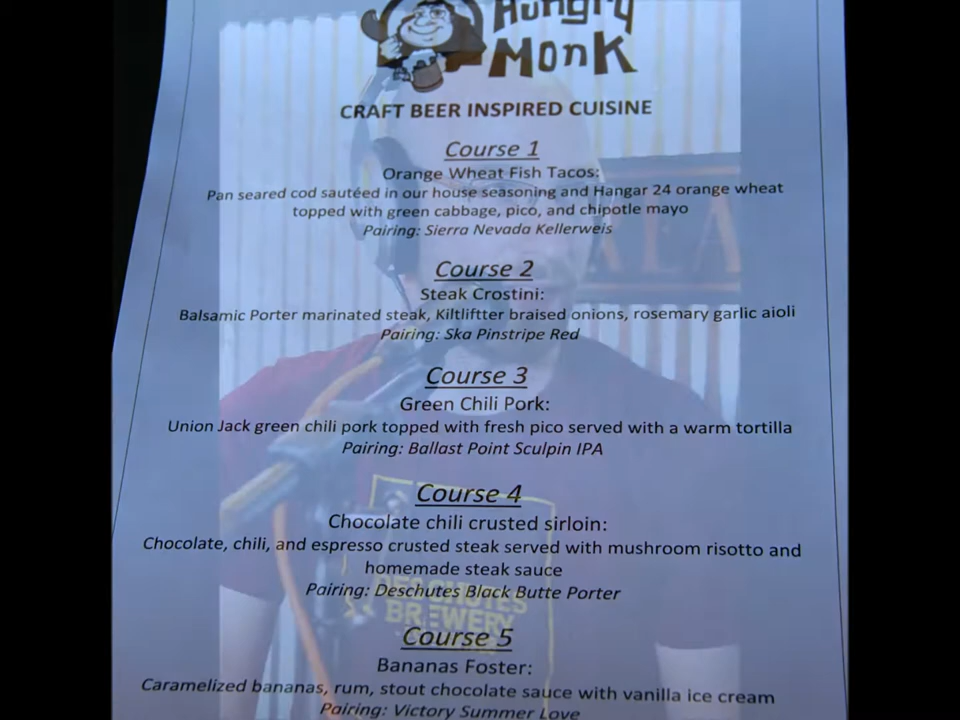 Hungry
Monk
CRAFT BEER INSPIRED CUISINE
Course 1
Orange Wheat Fish Tacos:
Pan seared cod sautéed in our house seasoning and Hangar 24 orange wheat
topped with green cabbage, pico, and chipotle mayo
Pairing: Sierra Nevada Kellerweis
Course 2
Steak Crostini:
Balsamic Porter marinated steak, Kiltliftter braised onions, rosemary garlic aioli
Pairing: Ska Pinstripe Red
Course 3
Green Chili Pork:
Union Jack green chili pork topped with fresh pico served with a warm tortilla
Pairing: Ballast Point Sculpin IPA
Course 4
Chocolate chili crusted sirloin:
Chocolate, chili, and espresso crusted steak served with mushroom risotto and
homemade steak sauce
Pairing: Deschutes Black Butte Porter
DESCHUTES
BREWERY
Course 5
Bananas Foster:
Caramelized bananas, rum, stout chocolate sauce with vanilla ice cream
Pairing: Victory Summer Love